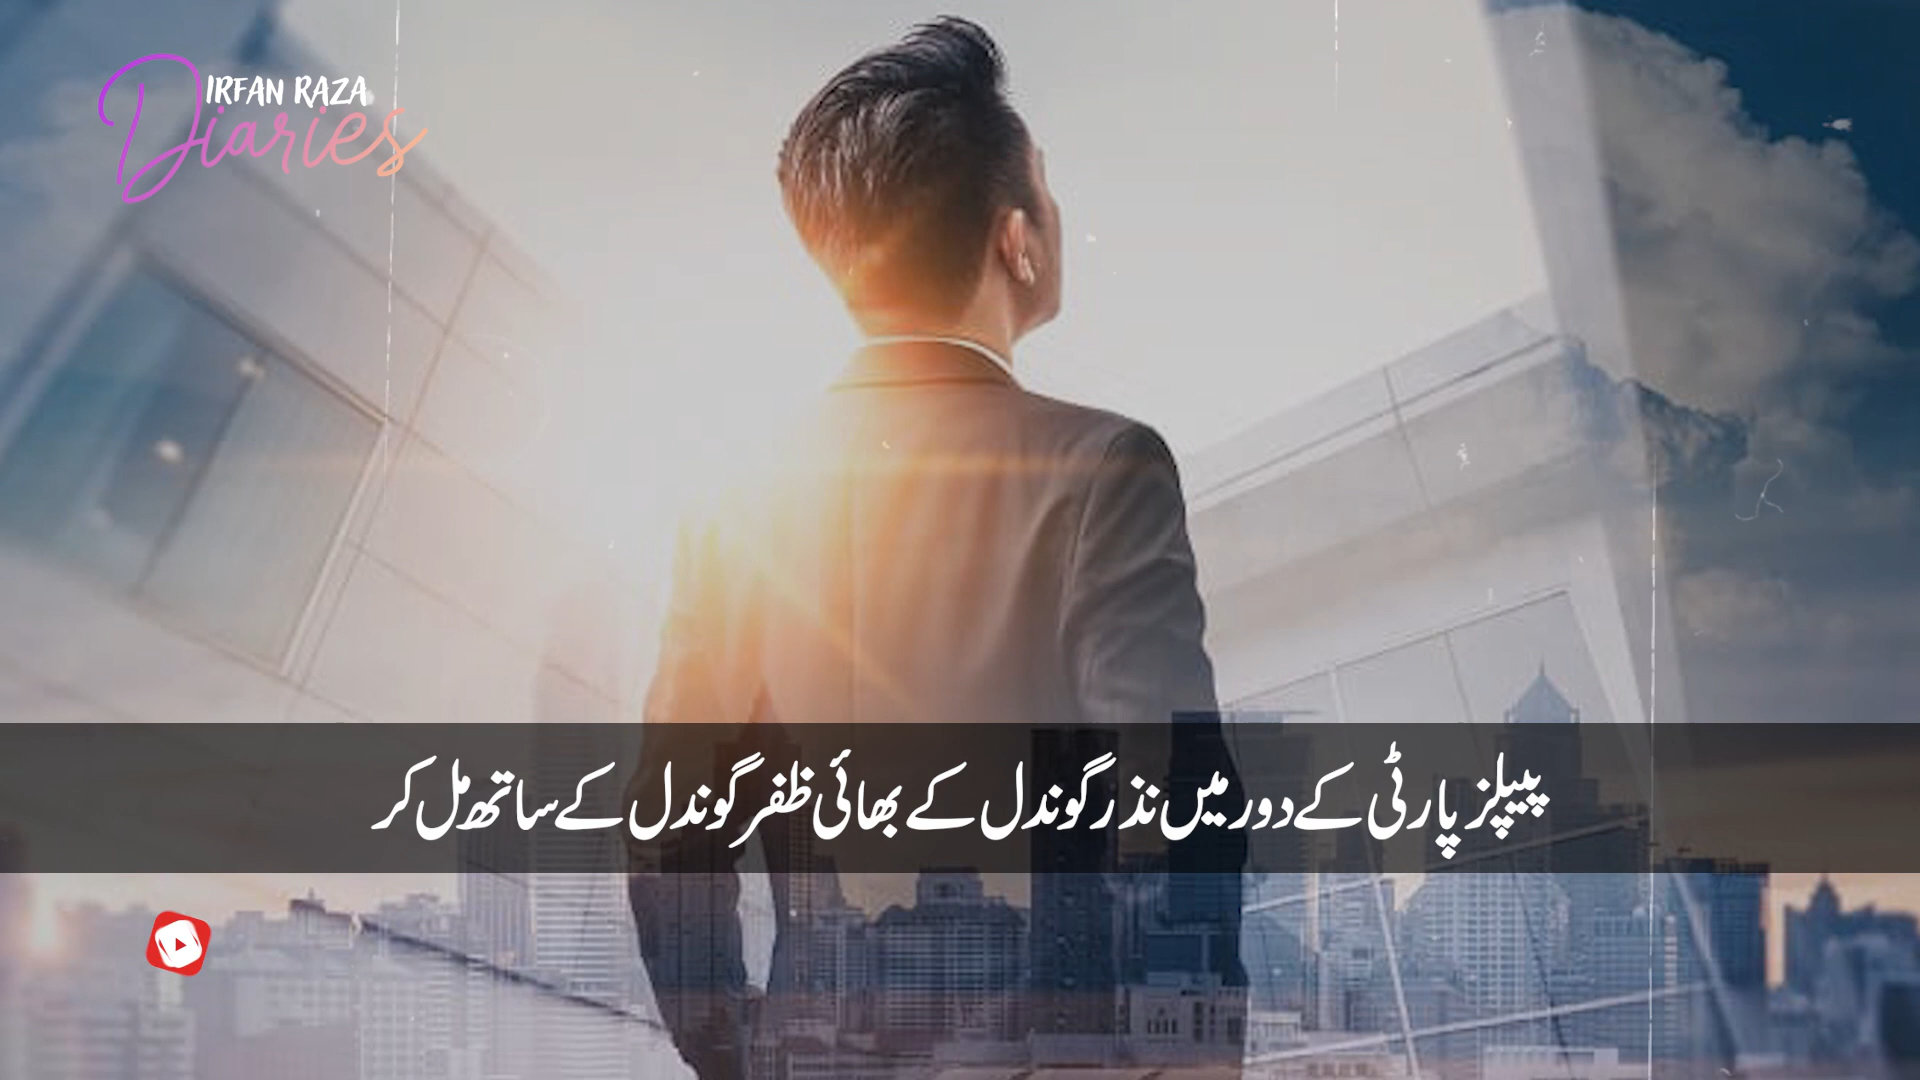 IRFAN RAZA
Diaries
پیپلز پارٹی کے دور میں نذر گوندل کے بھائی ظفر گوندل کے ساتھ مل کر